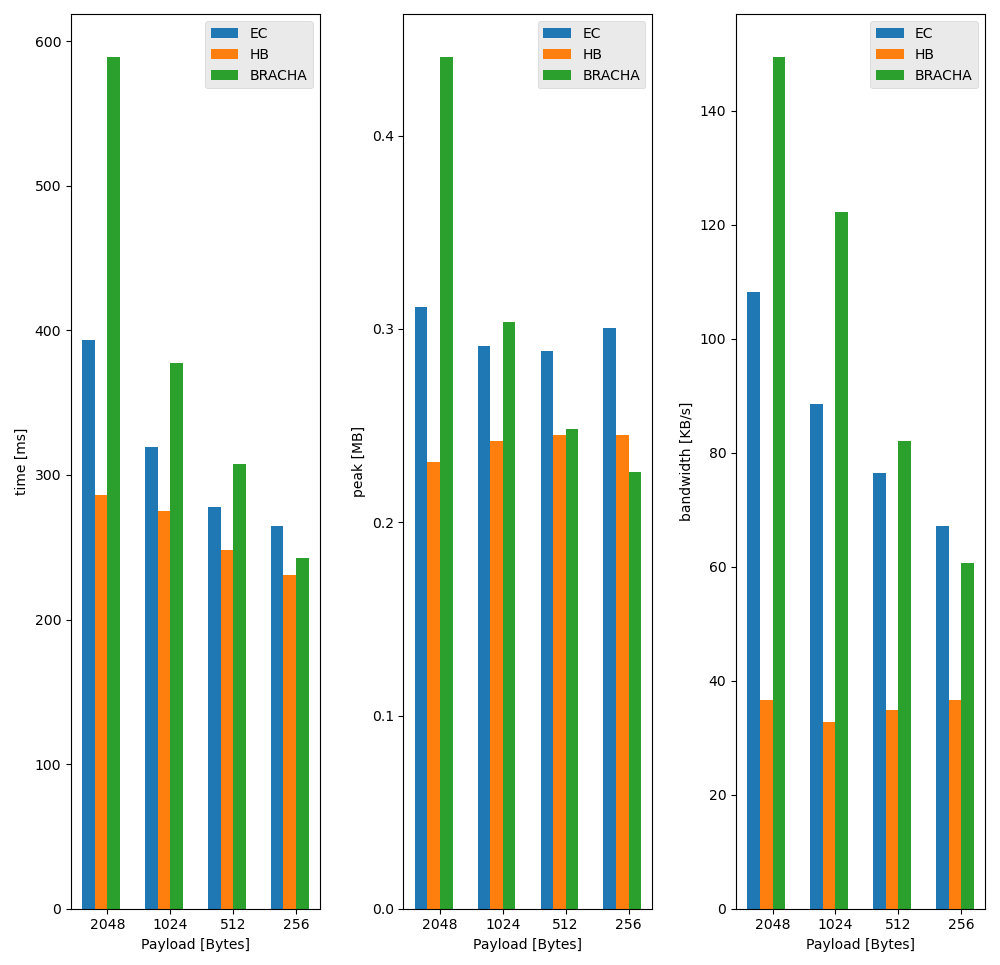 time [ms]
600
500
400
300
200
100
0
2048 1024 512 256
Payload [Bytes]
EC
HB
BRACHA
peak [MB]
0.4
0.3
0.2
0.1
0.0
2048 1024 512 256
Payload [Bytes]
EC
HB
BRACHA
bandwidth [KB/s]
140
120
100
80
60
40
20
0
2048 1024 512 256
Payload [Bytes]
EC
HB
BRACHA